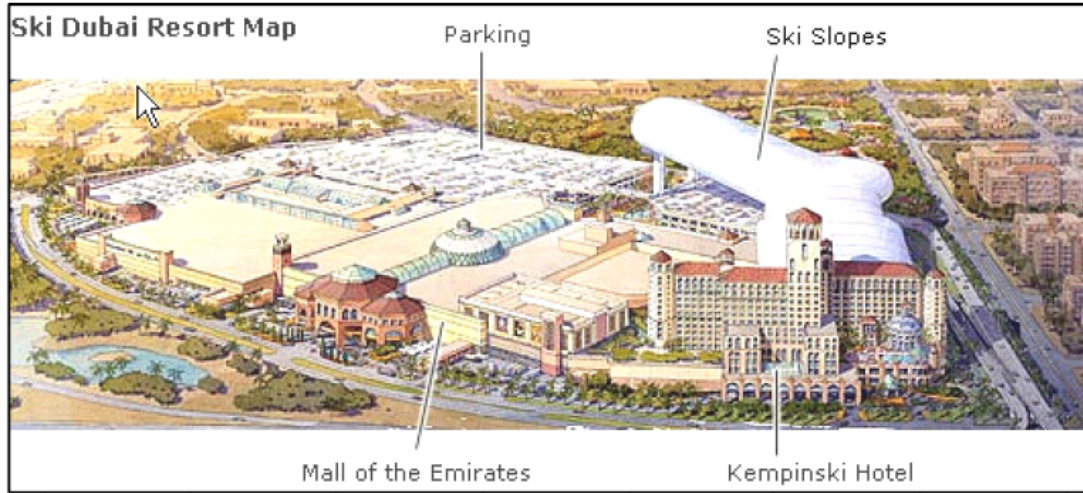 Ski Dubai Resort Map
Parking
Ski Slopes
Mall of the Emirates
Kempinski Hotel